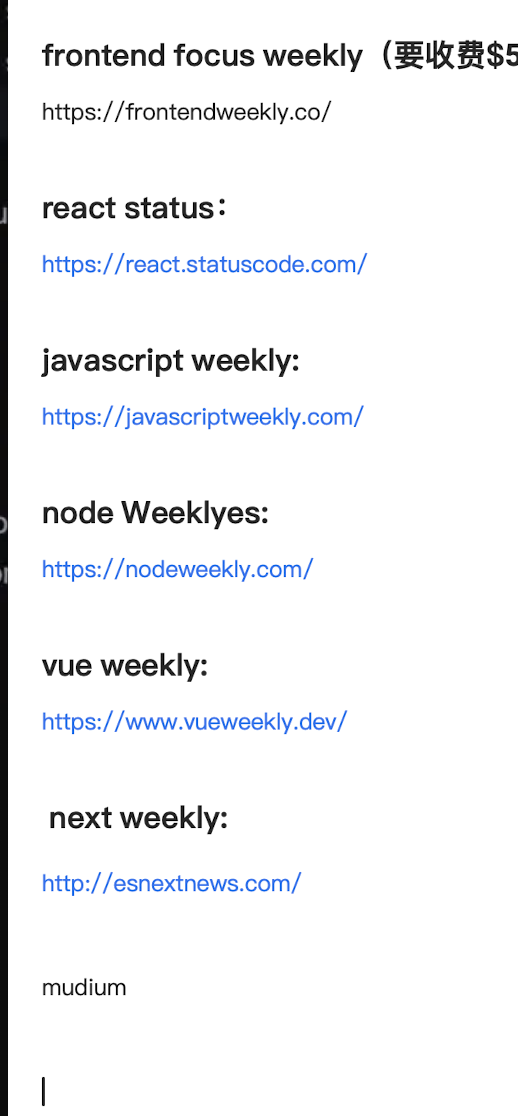 frontend focus weekly（要收费$5
https://frontendweekly.co/
react status：
https://react.statuscode.com/
javascript weekly:
https://javascriptweekly.com/
node Weeklyes:
https://nodeweekly.com/
vue weekly:
https://www.vueweekly.dev/
next weekly:
http://esnextnews.com/
mudium